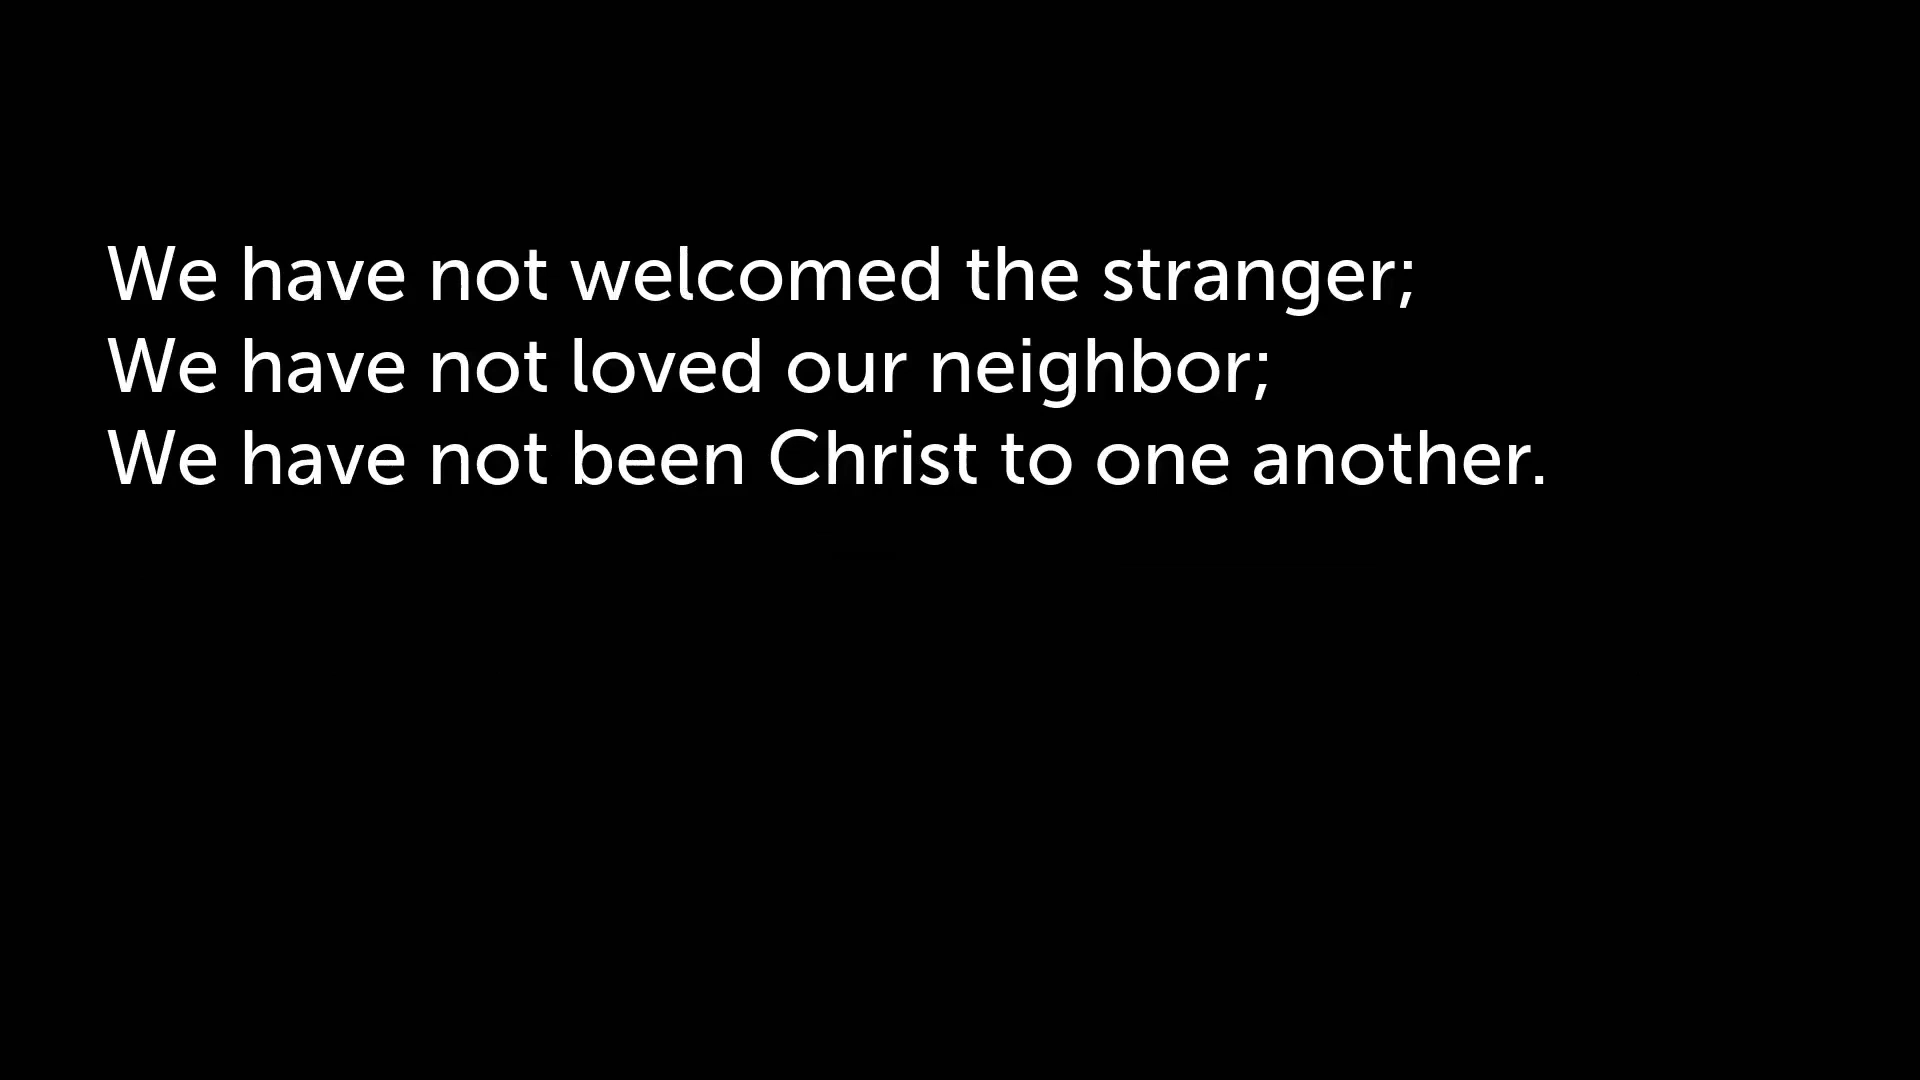 We have not welcomed the stranger;
We have not loved our neighbor;
We have not been Christ to one another.